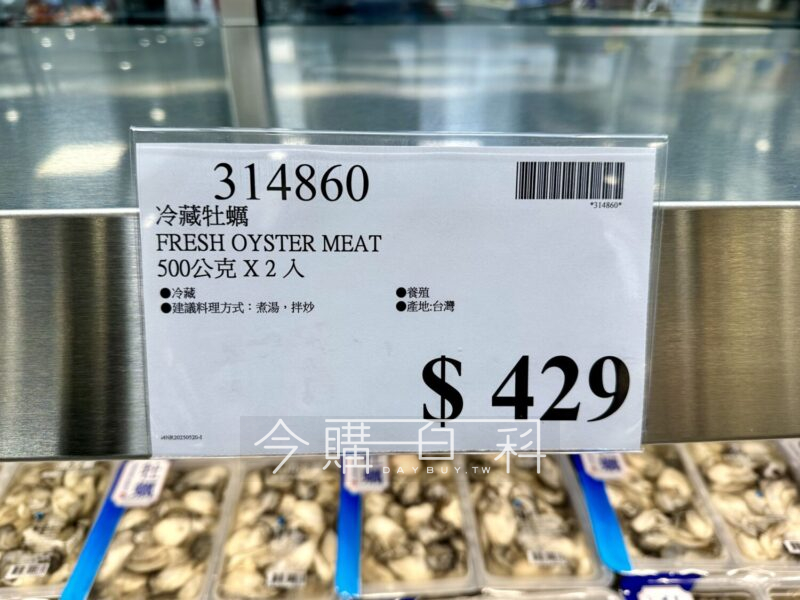 314860
*314860*
冷藏牡蠣
FRESH OYSTER MEAT
500公克 X 2 入
●冷藏
●養殖
●建議料理方式：煮湯，拌炒
●產地:台灣
$ 429
今購百科
DAYBUY.TW
牡蠣